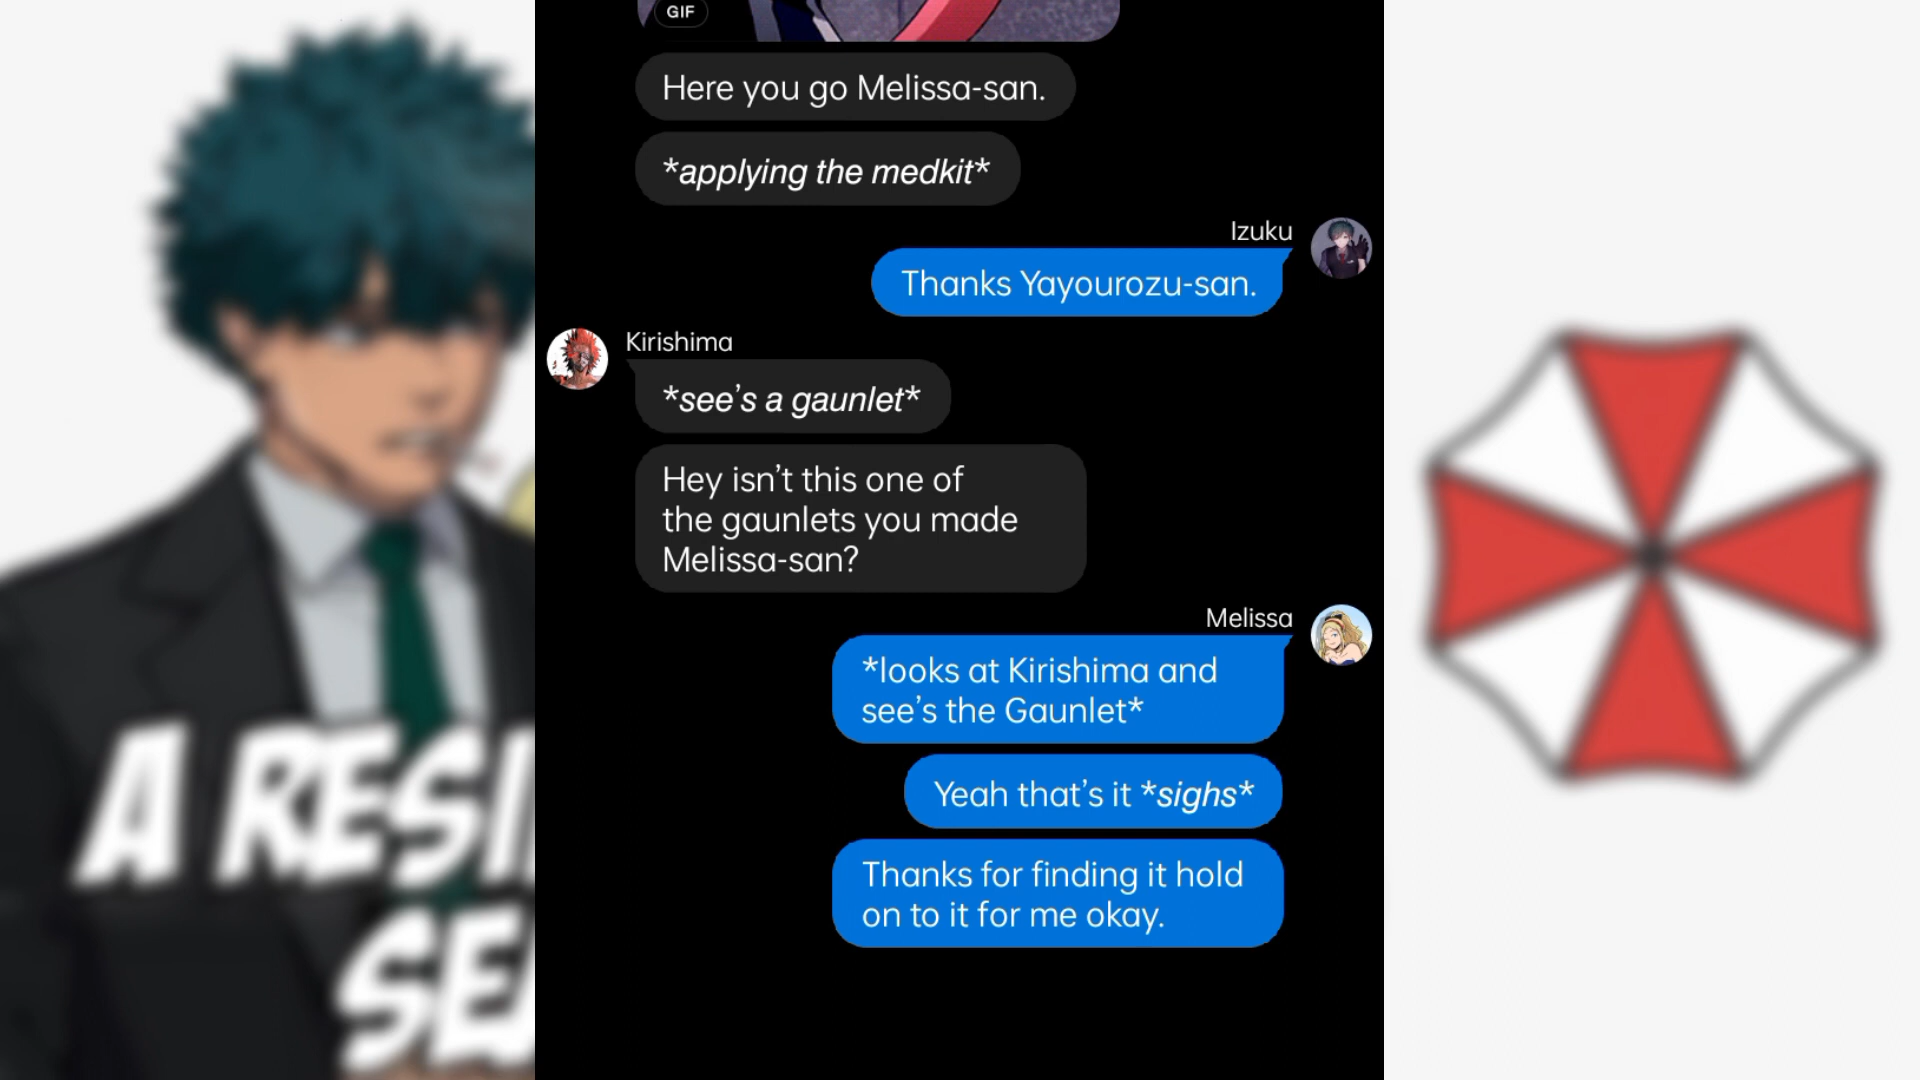 GIF
Here you go Melissa-san.
*applying the medkit*
Izuku
Thanks Yayourozu-san.
Kirishima
*see’s a gaunlet*
Hey isn’t this one of
the gaunlets you made
Melissa-san?
Melissa
*looks at Kirishima and
see’s the Gaunlet*
Yeah that’s it *sighs*
Thanks for finding it hold
on to it for me okay.
A RESI
SE